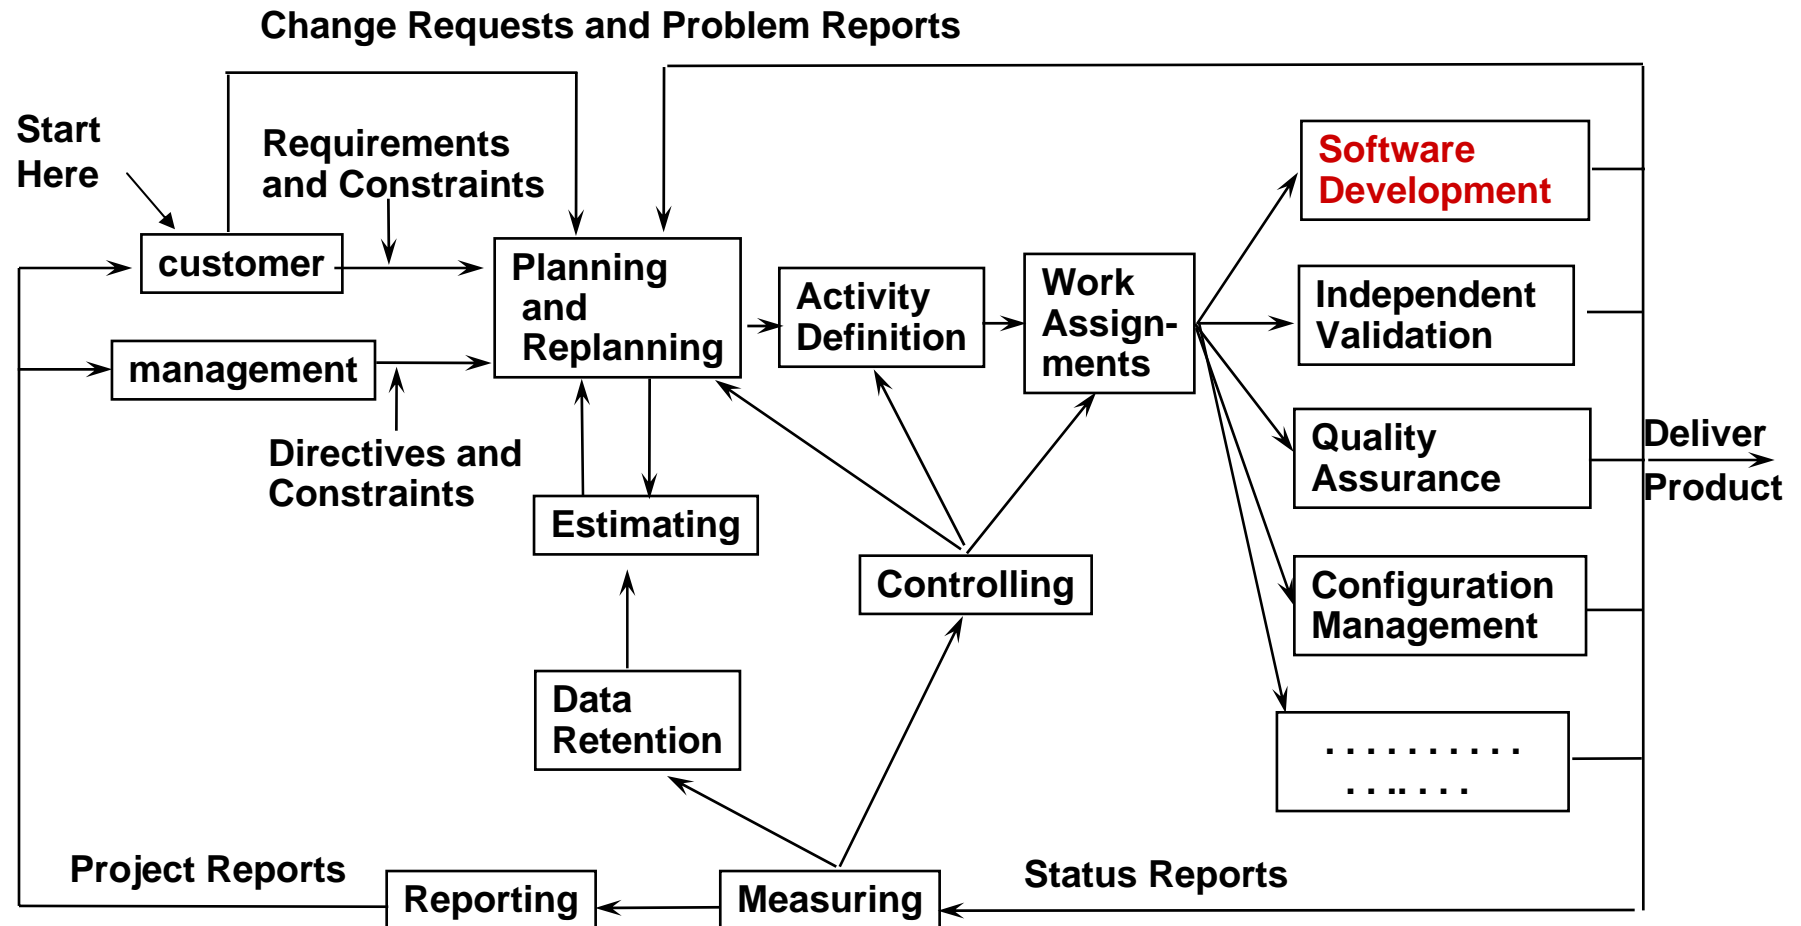 Change Requests and Problem Reports
Start
Here
Requirements
and Constraints
customer
management
Directives and
Constraints
Planning
and
Replanning
Estimating
Data
Retention
Activity
Definition
Controlling
Work
Assign-
ments
Software
Development
Independent
Validation
Quality
Assurance
Configuration
Management
. . . . . . . . . .
. . .. . . .
Deliver
Product
Project Reports
Reporting
Measuring
Status Reports